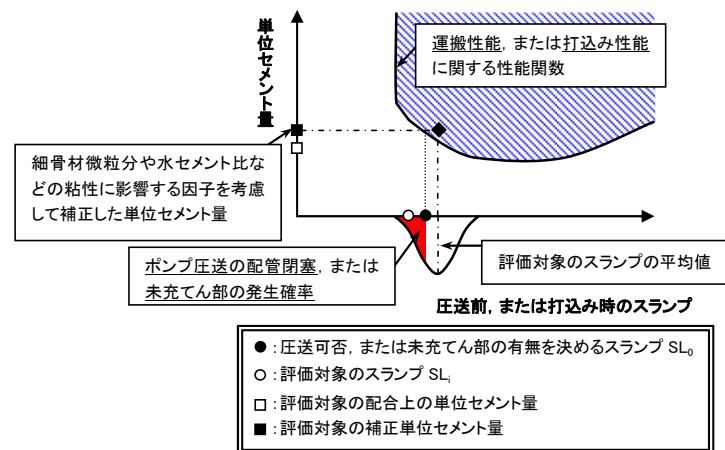 単位セメント量
運搬性能，または打込み性能
に関する性能関数
細骨材微粒分や水セメント比な
どの粘性に影響する因子を考慮
して補正した単位セメント量
ポンプ圧送の配管閉塞，または
未充てん部の発生確率
評価対象のスランプの平均値
圧送前，または打込み時のスランプ
●：圧送可否，または未充てん部の有無を決めるスランプ SL₀
○：評価対象のスランプ SLᵢ
□：評価対象の配合上の単位セメント量
■：評価対象の補正単位セメント量